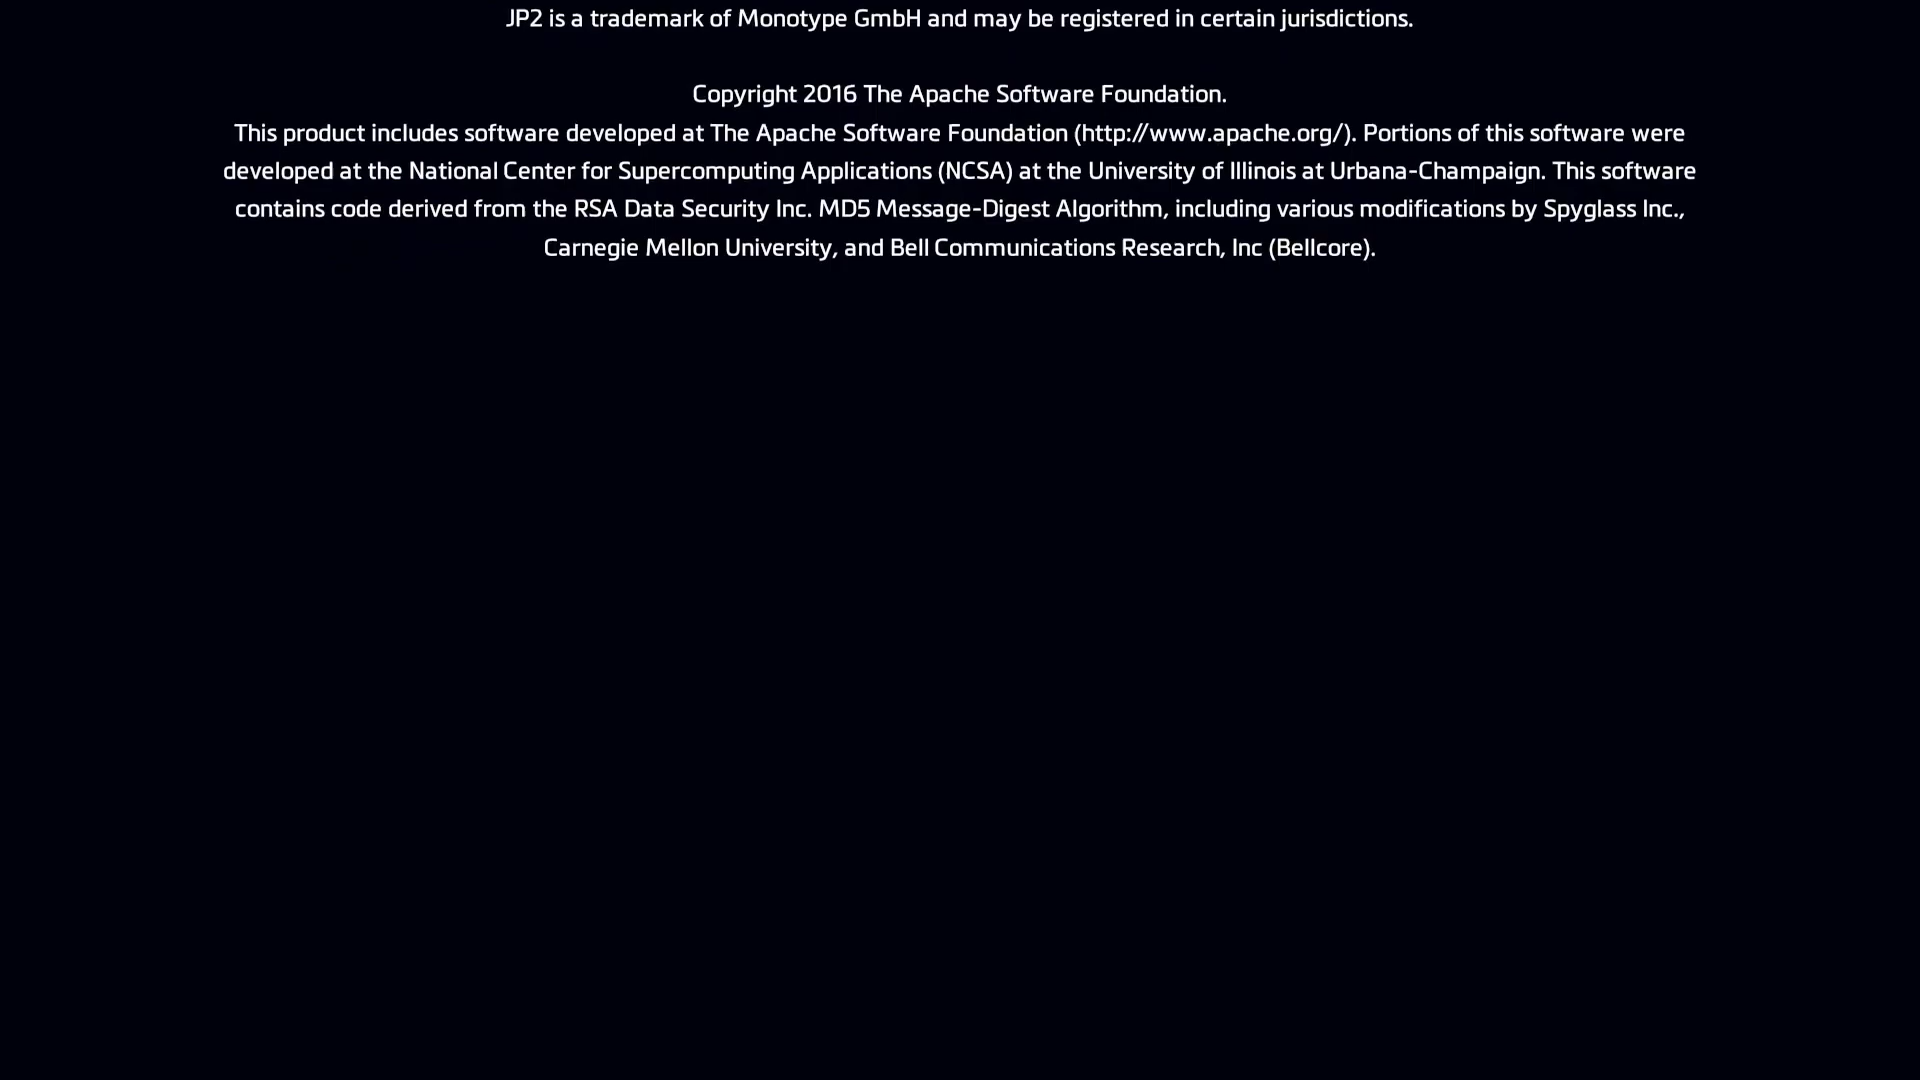 JP2 is a trademark of Monotype GmbH and may be registered in certain jurisdictions.
Copyright 2016 The Apache Software Foundation.
This product includes software developed at The Apache Software Foundation (http://www.apache.org/). Portions of this software were
developed at the National Center for Supercomputing Applications (NCSA) at the University of Illinois at Urbana-Champaign. This software
contains code derived from the RSA Data Security Inc. MD5 Message-Digest Algorithm, including various modifications by Spyglass Inc.,
Carnegie Mellon University, and Bell Communications Research, Inc (Bellcore).